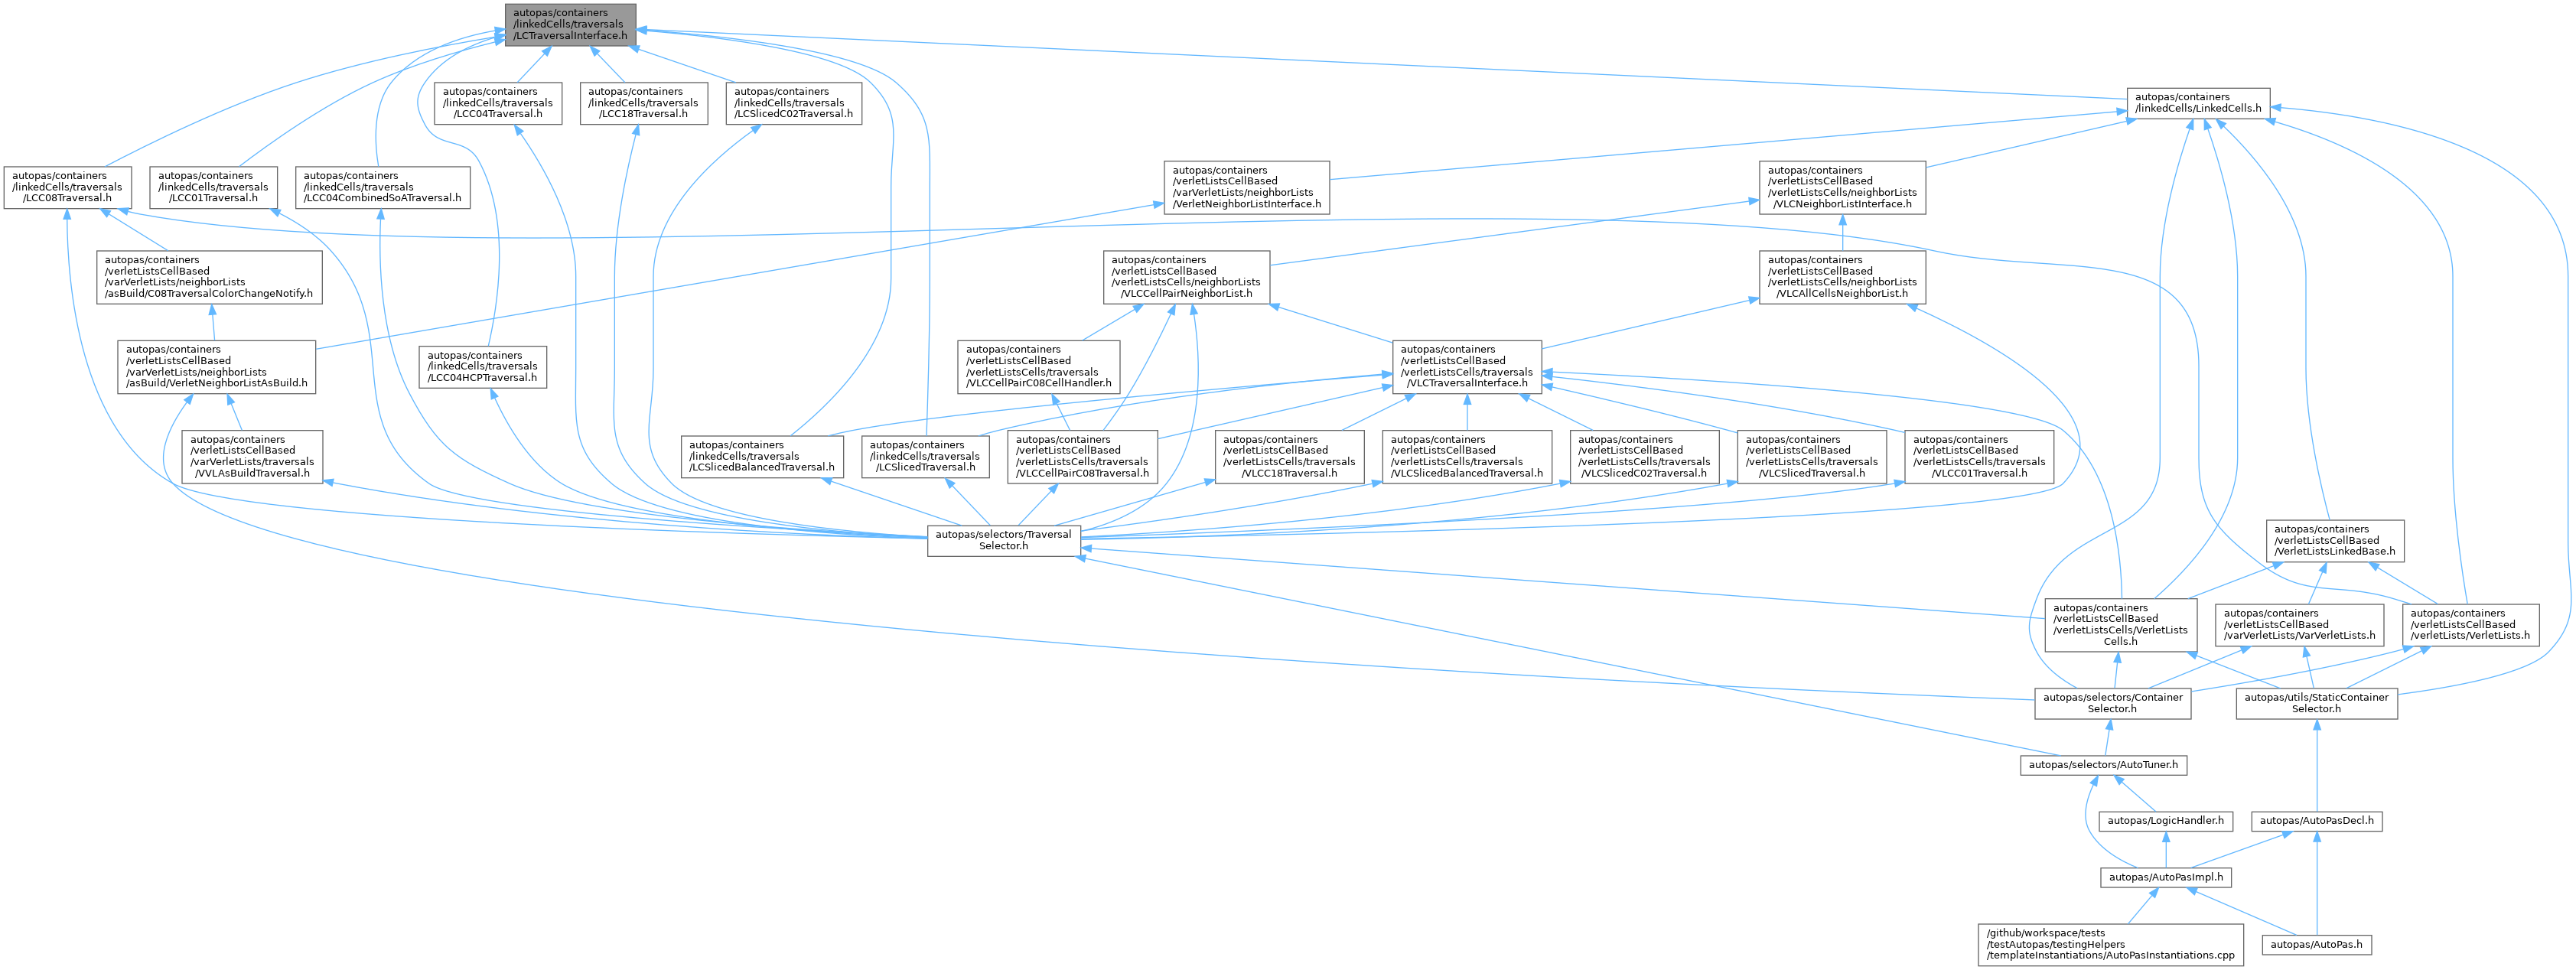 autopas/containers
/linkedCells/traversals
/LCTraversalInterface.h
autopas/containers
/linkedCells/traversals
/LCC04Traversal.h
autopas/containers
/linkedCells/traversals
/LCC18Traversal.h
autopas/containers
/linkedCells/traversals
/LCSlicedC02Traversal.h
autopas/containers
/linkedCells/LinkedCells.h
autopas/containers
/linkedCells/traversals
/LCC08Traversal.h
autopas/containers
/linkedCells/traversals
/LCC01Traversal.h
autopas/containers
/linkedCells/traversals
/LCC04CombinedSoATraversal.h
autopas/containers
/verletListsCellBased
/varVerletLists/neighborLists
/VerletNeighborListInterface.h
autopas/containers
/verletListsCellBased
/verletListsCells/neighborLists
/VLCNeighborListInterface.h
autopas/containers
/verletListsCellBased
/varVerletLists/neighborLists
/asBuild/C08TraversalColorChangeNotify.h
autopas/containers
/verletListsCellBased
/verletListsCells/neighborLists
/VLCCellPairNeighborList.h
autopas/containers
/verletListsCellBased
/verletListsCells/neighborLists
/VLCAllCellsNeighborList.h
autopas/containers
/verletListsCellBased
/varVerletLists/neighborLists
/asBuild/VerletNeighborListAsBuild.h
autopas/containers
/linkedCells/traversals
/LCC04HCPTraversal.h
autopas/containers
/verletListsCellBased
/verletListsCells/traversals
/VLCCellPairC08CellHandler.h
autopas/containers
/verletListsCellBased
/verletListsCells/traversals
/VLCTraversalInterface.h
autopas/containers
/verletListsCellBased
/varVerletLists/traversals
/VVLAsBuildTraversal.h
autopas/containers
/linkedCells/traversals
/LCSlicedBalancedTraversal.h
autopas/containers
/linkedCells/traversals
/LCSlicedTraversal.h
autopas/containers
/verletListsCellBased
/verletListsCells/traversals
/VLCCellPairC08Traversal.h
autopas/containers
/verletListsCellBased
/verletListsCells/traversals
/VLCC18Traversal.h
autopas/containers
/verletListsCellBased
/verletListsCells/traversals
/VLCSlicedBalancedTraversal.h
autopas/containers
/verletListsCellBased
/verletListsCells/traversals
/VLCSlicedC02Traversal.h
autopas/containers
/verletListsCellBased
/verletListsCells/traversals
/VLCSlicedTraversal.h
autopas/containers
/verletListsCellBased
/verletListsCells/traversals
/VLCC01Traversal.h
autopas/selectors/Traversal
Selector.h
autopas/containers
/verletListsCellBased
/VerletListsLinkedBase.h
autopas/containers
/verletListsCellBased
/verletListsCells/VerletLists
Cells.h
autopas/containers
/verletListsCellBased
/varVerletLists/VarVerletLists.h
autopas/containers
/verletListsCellBased
/verletLists/VerletLists.h
autopas/selectors/Container
Selector.h
autopas/utils/StaticContainer
Selector.h
autopas/selectors/AutoTuner.h
autopas/LogicHandler.h
autopas/AutoPasDecl.h
autopas/AutoPasImpl.h
/github/workspace/tests
/testAutopas/testingHelpers
/templateInstantiations/AutoPasInstantiations.cpp
autopas/AutoPas.h